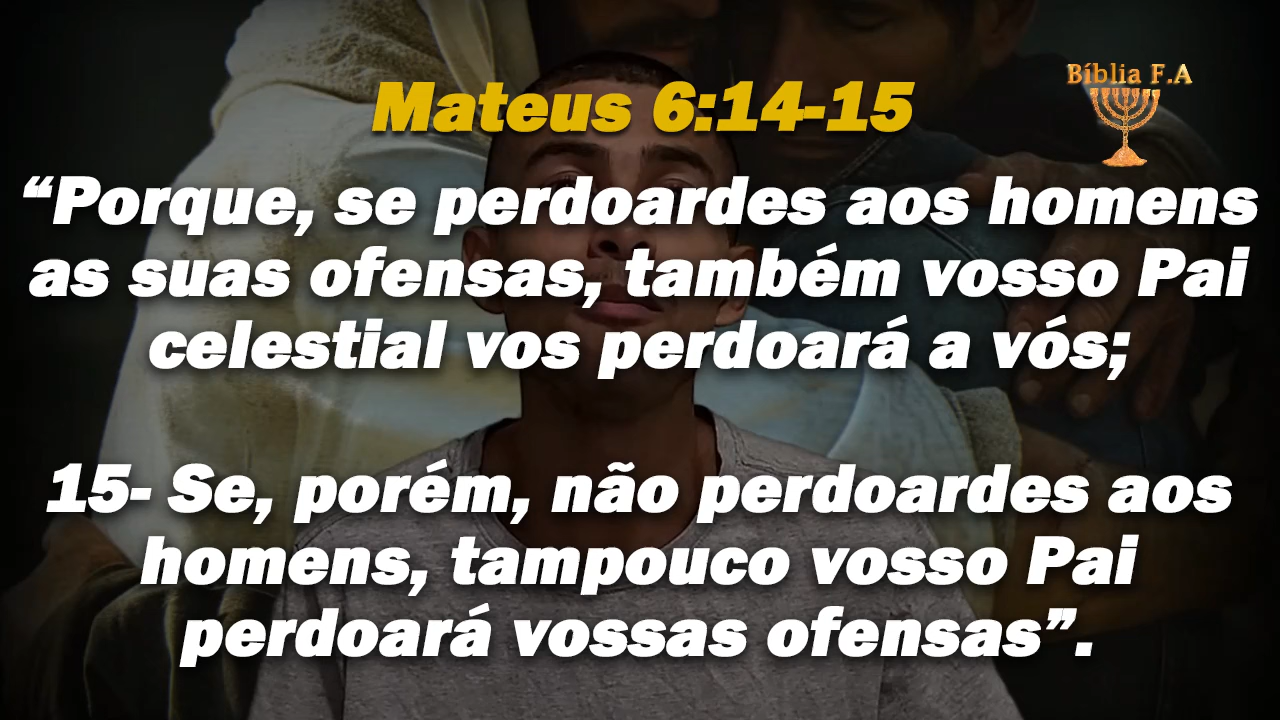 Bíblia F.A
Mateus 6:14-15
“Porque, se perdoardes aos homens
as suas ofensas, também vosso Pai
celestial vos perdoará a vós;
15- Se, porém, não perdoardes aos
homens, tampouco vosso Pai
perdoará vossas ofensas”.